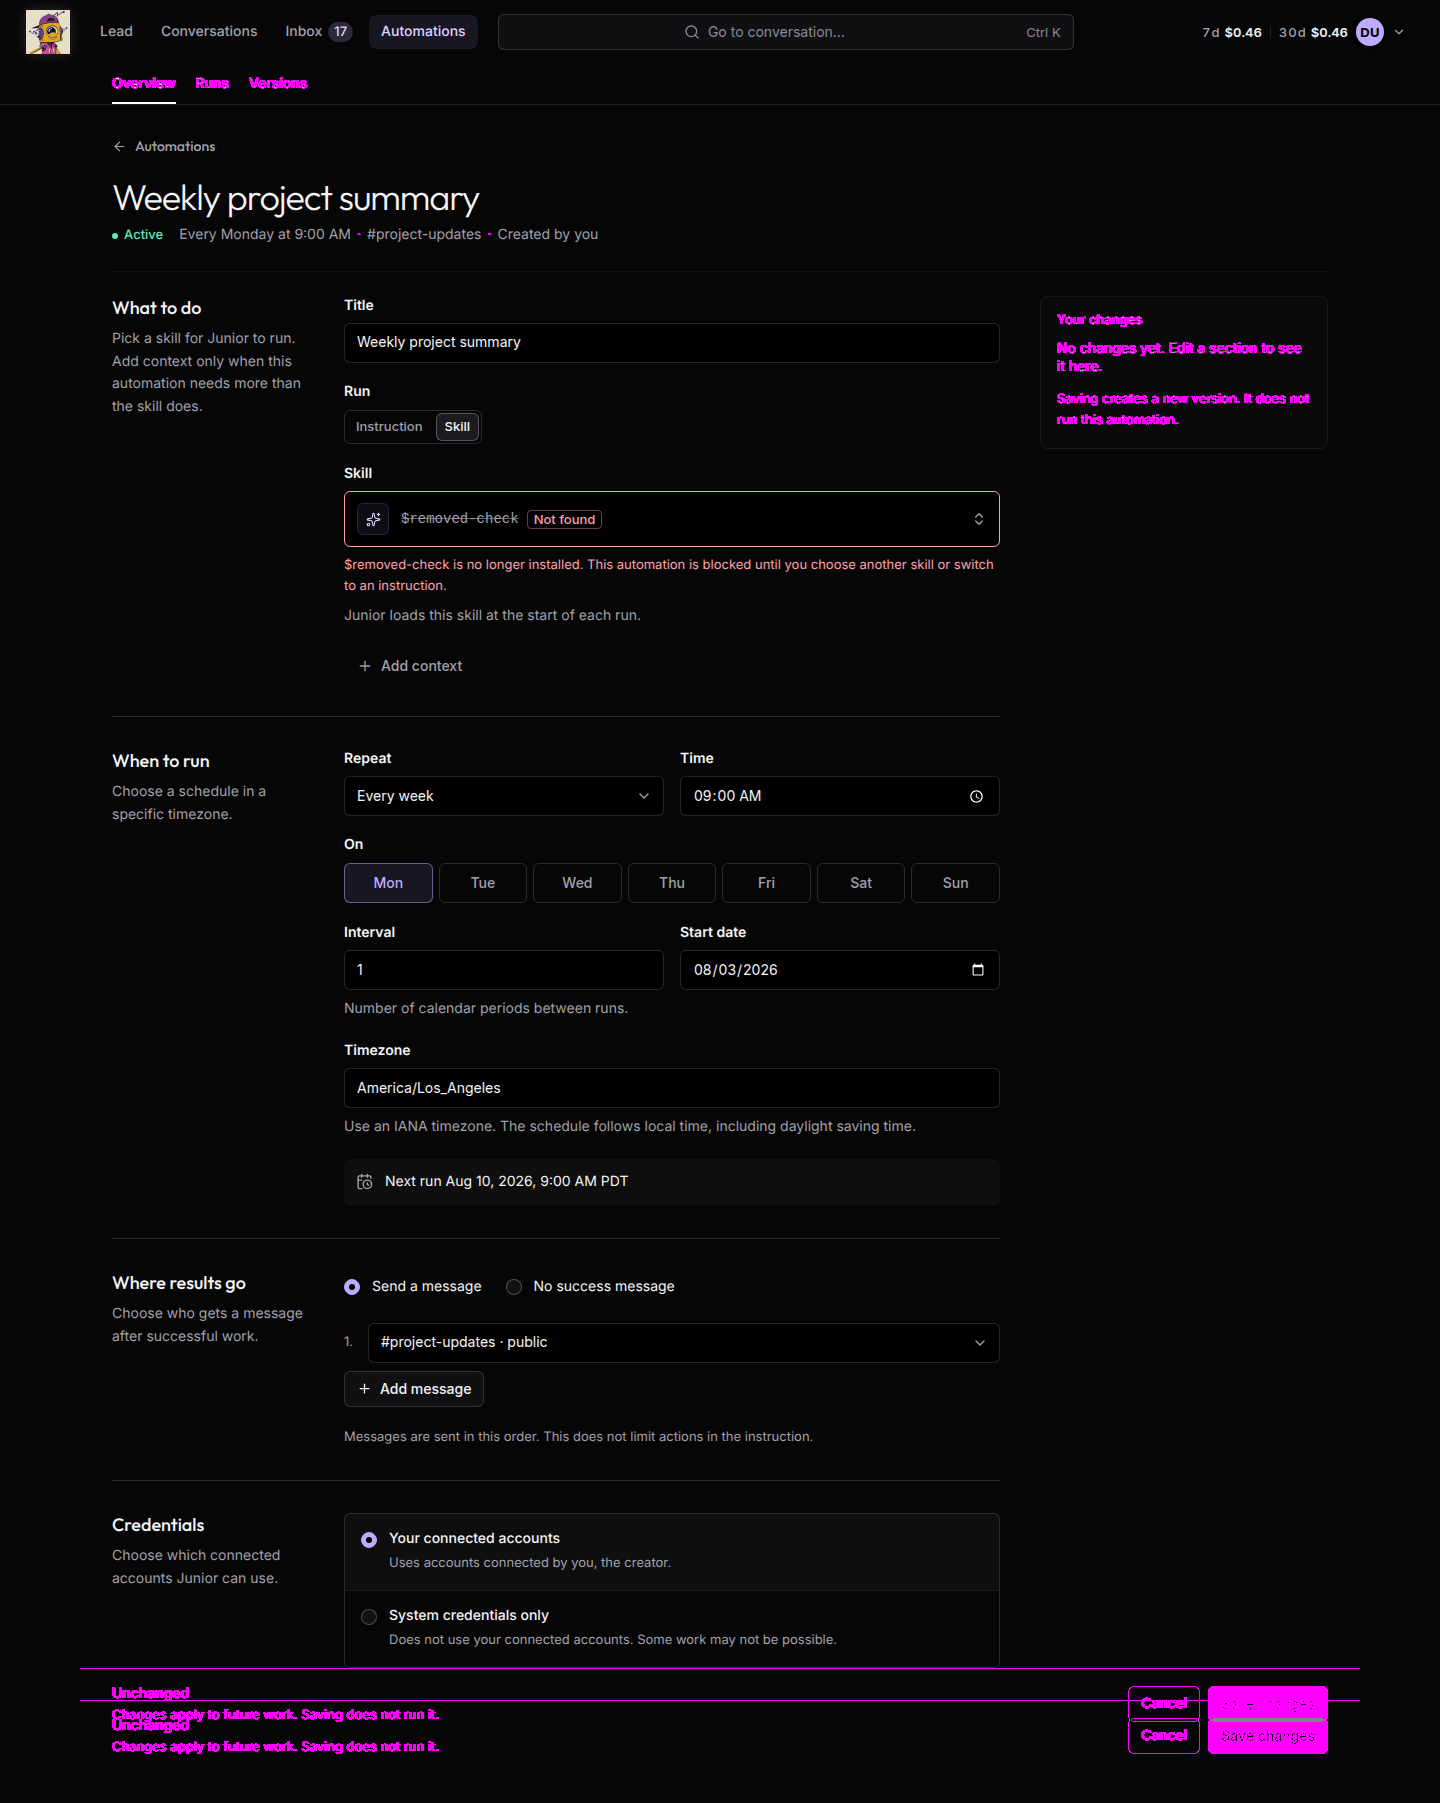 Lead
Conversations
Inbox 17
Automations
Go to conversation...
Ctrl K
7d $0.46
30d $0.46
DU
Overview
Runs
Versions
Automations
Weekly project summary
Active
Every Monday at 9:00 AM · #project-updates · Created by you
What to do
Pick a skill for Junior to run.
Add context only when this
automation needs more than
the skill does.
Title
Weekly project summary
Run
Instruction
Skill
Skill
$removed-check
Not found
$removed-check is no longer installed. This automation is blocked until you choose another skill or switch
to an instruction.
Junior loads this skill at the start of each run.
Add context
Your changes
No changes yet. Edit a section to see
it here.
Saving creates a new version. It does not
run this automation.
When to run
Choose a schedule in a
specific timezone.
Repeat
Every week
Time
09:00 AM
On
Mon
Tue
Wed
Thu
Fri
Sat
Sun
Interval
1
Start date
08/03/2026
Number of calendar periods between runs.
Timezone
America/Los_Angeles
Use an IANA timezone. The schedule follows local time, including daylight saving time.
Next run Aug 10, 2026, 9:00 AM PDT
Where results go
Choose who gets a message
after successful work.
Send a message
No success message
1.
#project-updates · public
Add message
Messages are sent in this order. This does not limit actions in the instruction.
Credentials
Choose which connected
accounts Junior can use.
Your connected accounts
Uses accounts connected by you, the creator.
System credentials only
Does not use your connected accounts. Some work may not be possible.
Unchanged
Changes apply to future work. Saving does not run it.
Cancel
Unchanged
Changes apply to future work. Saving does not run it.
Cancel
Save changes